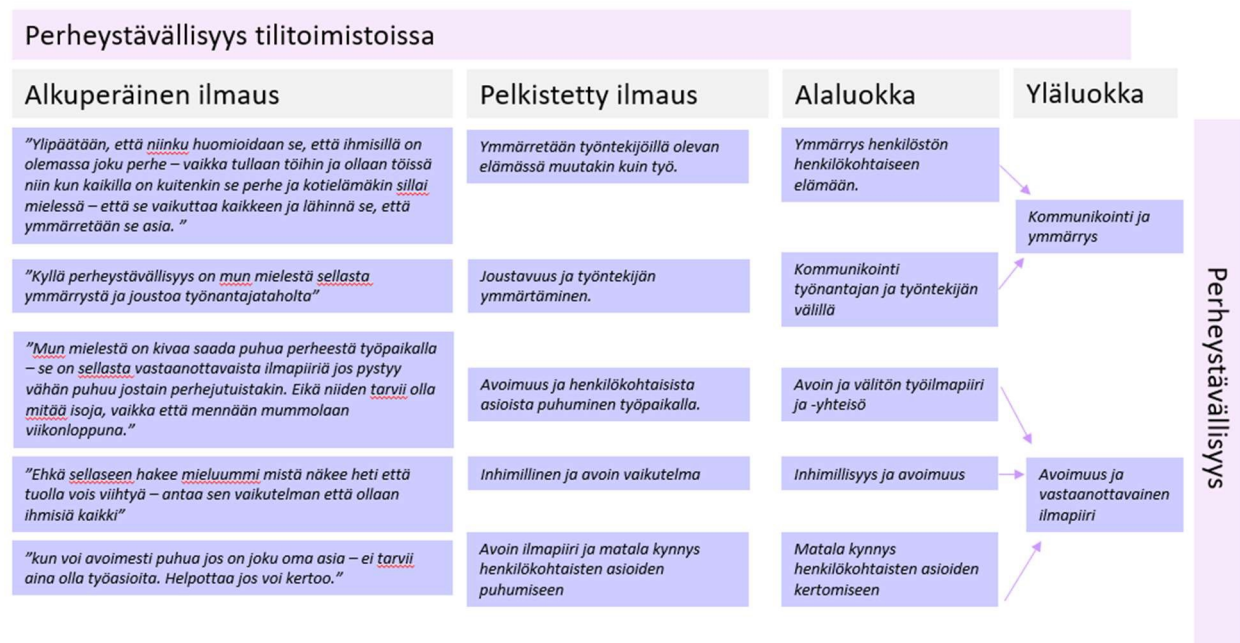 Perheystävällisyys tilitoimistoissa
Alkuperäinen ilmaus
Pelkistetty ilmaus
Alaluokka
Yläluokka
”Ylipäätään, että niinku huomioidaan se, että ihmisillä on
olemassa joku perhe – vaikka tullaan töihin ja ollaan töissä
niin kun kaikilla on kuitenkin se perhe ja kotielämäkin sillai
mielessä – että se vaikuttaa kaikkeen ja lähinnä se, että
ymmärretään se asia. ”
Ymmärretään työntekijöillä olevan
elämässä muutakin kuin työ.
Ymmärrys henkilöstön
henkilökohtaiseen
elämään.
Kommunikointi ja
ymmärrys
”Kyllä perheystävällisyys on mun mielestä sellasta
ymmärrystä ja joustoa työnantajataholta”
Joustavuus ja työntekijän
ymmärtäminen.
Kommunikointi
työnantajan ja työntekijän
välillä
”Mun mielestä on kivaa saada puhua perheestä työpaikalla
– se on sellasta vastaanottavaista ilmapiiriä jos pystyy
vähän puhuu jostain perhejutuistakin. Eikä niiden tarvii olla
mitää isoja, vaikka että mennään mummolaan
viikonloppuna.”
Avoimuus ja henkilökohtaisista
asioista puhuminen työpaikalla.
Avoin ja välitön työilmapiiri
ja -yhteisö
”Ehkä sellaseen hakee mieluummi mistä näkee heti että
tuolla vois viihtyä – antaa sen vaikutelman että ollaan
ihmisiä kaikki”
Inhimillinen ja avoin vaikutelma
Inhimillisyys ja avoimuus
Avoimuus ja
vastaanottavainen
ilmapiiri
”kun voi avoimesti puhua jos on joku oma asia – ei tarvii
aina olla työasioita. Helpottaa jos voi kertoo.”
Avoin ilmapiiri ja matala kynnys
henkilökohtaisten asioiden
puhumiseen
Matala kynnys
henkilökohtaisten asioiden
kertomiseen
Perheystävällisyys